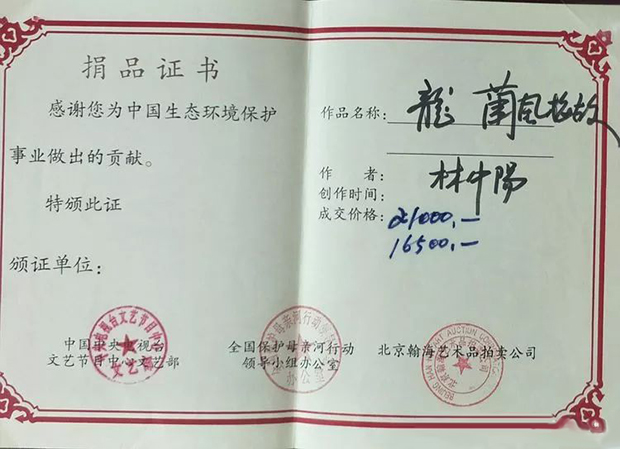 捐品证书
感谢您为中国生态环境保护
事业做出的贡献。
特颁此证
颁证单位:
中国中央电视台
文艺节目中心文艺部
全国保护母亲河行动
领导小组办公室
作品名称: 龍 蘭風
作 者: 林中陽
创作时间:
成交价格: 21000,—
16500,—
北京翰海艺术品拍卖公司